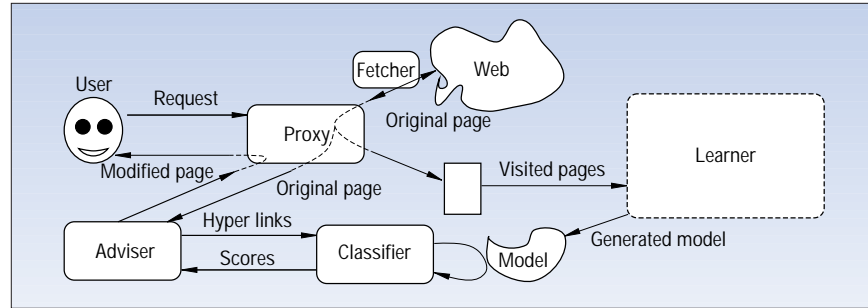 User
Request
Fetcher
Web
Proxy
Original page
Learner
Modified page
Original page
Visited pages
Adviser
Hyper links
Scores
Classifier
Model
Generated model